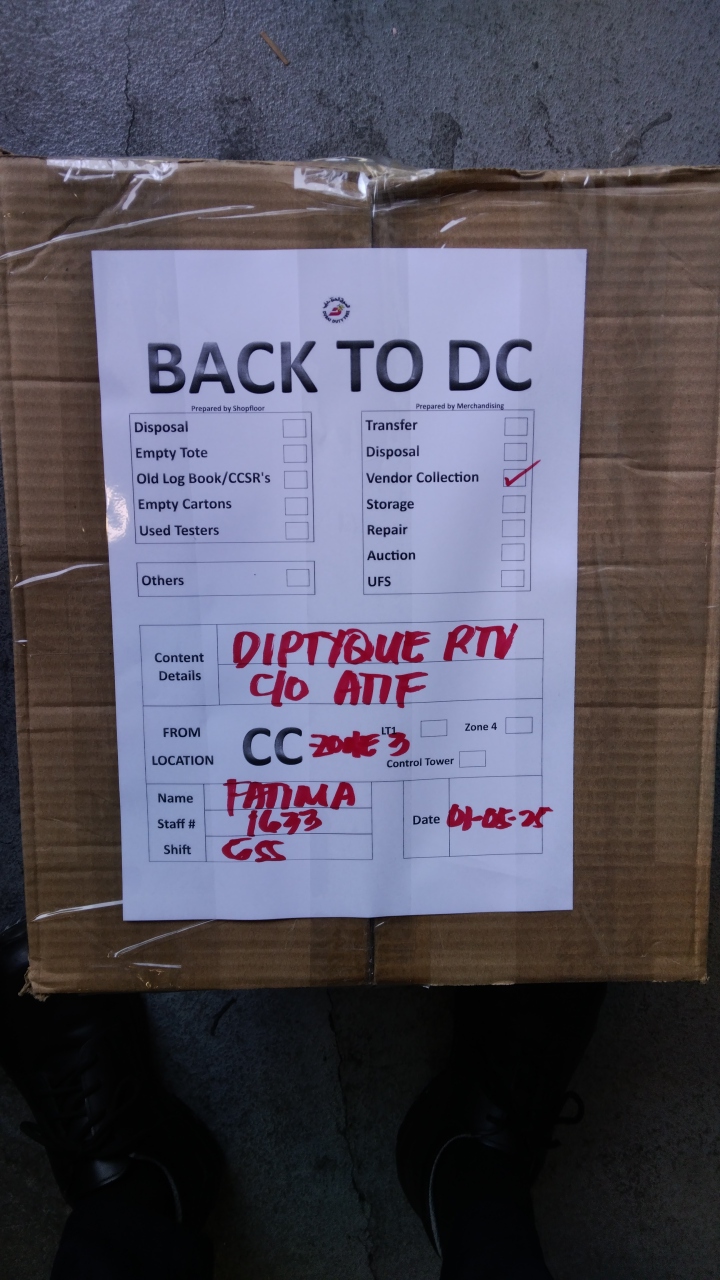 BACK TO DC
Prepared by Shopfloor
Disposal
Empty Tote
Old Log Book/CCSR's
Empty Cartons
Used Testers
Others
Prepared by Merchandising
Transfer
Disposal
Vendor Collection
Storage
Repair
Auction
UFS
Content Details
DIPTYQUE RTV
C/O ATIF
FROM LOCATION
CC ZONE 3
LT1
Zone 4
Control Tower
Name FATIMA
Staff # 1633
Shift GSS
Date 01-05-25